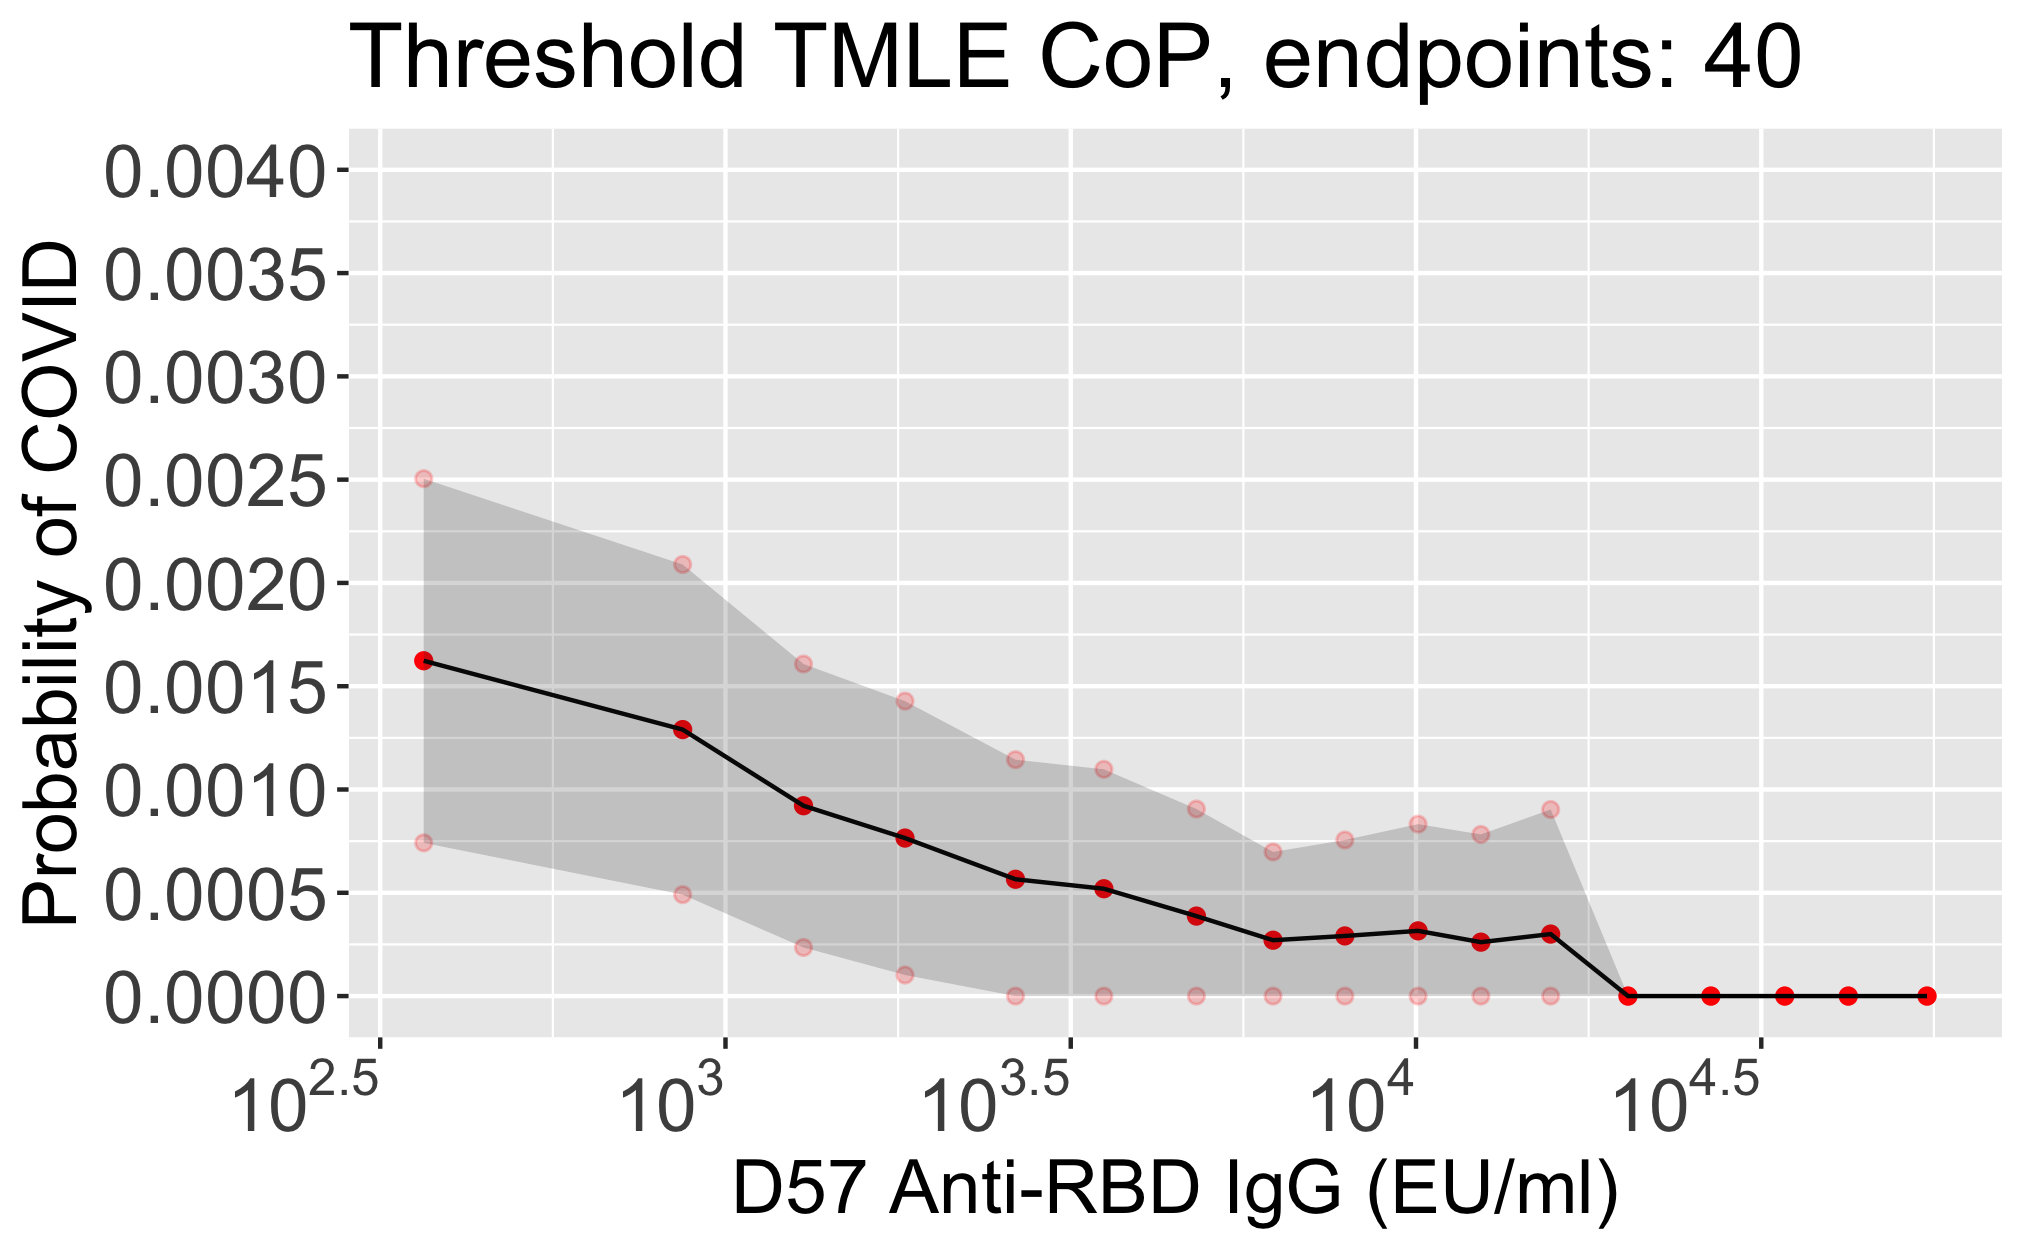 Threshold TMLE CoP, endpoints: 40
Probability of COVID
0.0040
0.0035
0.0030
0.0025
0.0020
0.0015
0.0010
0.0005
0.0000
10^2.5 10^3 10^3.5 10^4 10^4.5
D57 Anti-RBD IgG (EU/ml)